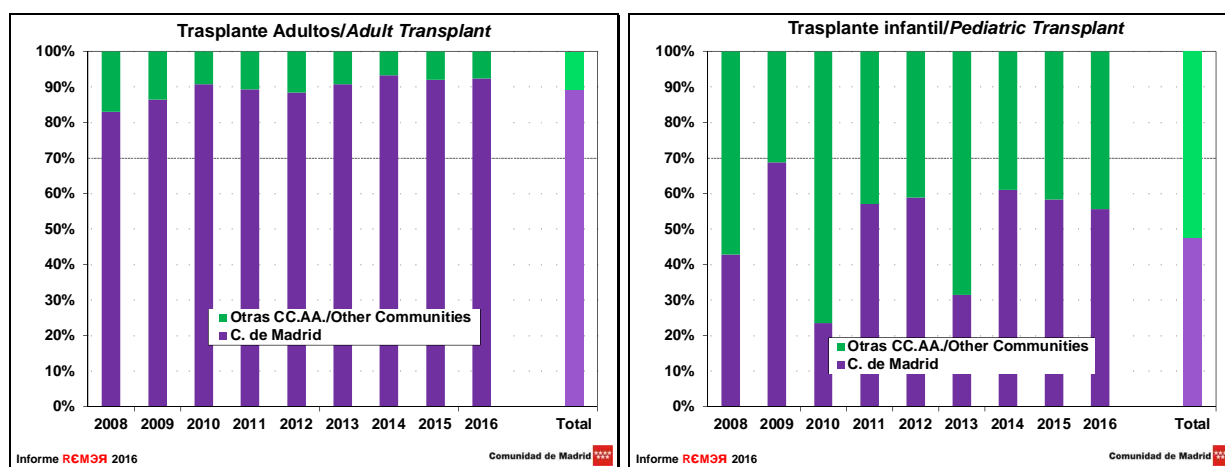 Trasplante Adultos/Adult Transplant
100%
90%
80%
70%
60%
50%
40%
30%
20%
10%
0%
Otras CC.AA./Other Communities
C. de Madrid
2008 2009 2010 2011 2012 2013 2014 2015 2016 Total
Informe RЄMЭЯ 2016
Comunidad de Madrid
Trasplante infantil/Pediatric Transplant
100%
90%
80%
70%
60%
50%
40%
30%
20%
10%
0%
Otras CC.AA./Other Communities
C. de Madrid
2008 2009 2010 2011 2012 2013 2014 2015 2016 Total
Informe RЄMЭЯ 2016
Comunidad de Madrid